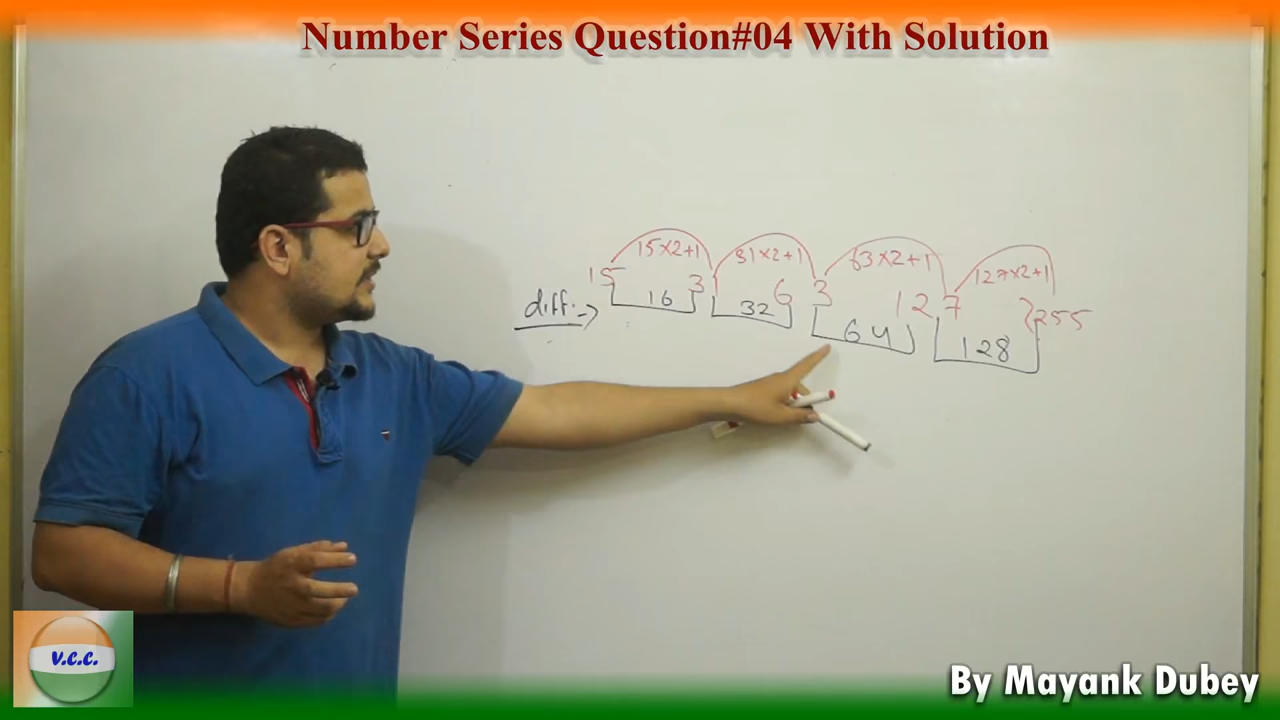 Number Series Question#04 With Solution
15×2+1 31×2+1 63×2+1 127×2+1
15 31 63 127 255
diff. → 16 32 64 128
V.C.C.
By Mayank Dubey